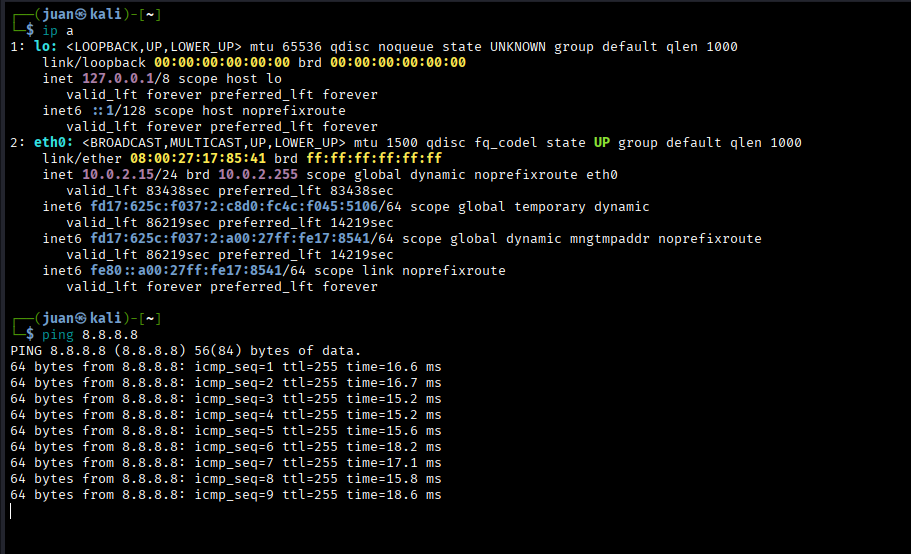 ┌──(juan㉿kali)-[~]
└─$ ip a
1: lo: <LOOPBACK,UP,LOWER_UP> mtu 65536 qdisc noqueue state UNKNOWN group default qlen 1000
    link/loopback 00:00:00:00:00:00 brd 00:00:00:00:00:00
    inet 127.0.0.1/8 scope host lo
       valid_lft forever preferred_lft forever
    inet6 ::1/128 scope host noprefixroute
       valid_lft forever preferred_lft forever
2: eth0: <BROADCAST,MULTICAST,UP,LOWER_UP> mtu 1500 qdisc fq_codel state UP group default qlen 1000
    link/ether 08:00:27:17:85:41 brd ff:ff:ff:ff:ff:ff
    inet 10.0.2.15/24 brd 10.0.2.255 scope global dynamic noprefixroute eth0
       valid_lft 83438sec preferred_lft 83438sec
    inet6 fd17:625c:f037:2:c8d0:fc4c:f045:5106/64 scope global temporary dynamic
       valid_lft 86219sec preferred_lft 14219sec
    inet6 fd17:625c:f037:2:a00:27ff:fe17:8541/64 scope global dynamic mngtmpaddr noprefixroute
       valid_lft 86219sec preferred_lft 14219sec
    inet6 fe80::a00:27ff:fe17:8541/64 scope link noprefixroute
       valid_lft forever preferred_lft forever
┌──(juan㉿kali)-[~]
└─$ ping 8.8.8.8
PING 8.8.8.8 (8.8.8.8) 56(84) bytes of data.
64 bytes from 8.8.8.8: icmp_seq=1 ttl=255 time=16.6 ms
64 bytes from 8.8.8.8: icmp_seq=2 ttl=255 time=16.7 ms
64 bytes from 8.8.8.8: icmp_seq=3 ttl=255 time=15.2 ms
64 bytes from 8.8.8.8: icmp_seq=4 ttl=255 time=15.2 ms
64 bytes from 8.8.8.8: icmp_seq=5 ttl=255 time=15.6 ms
64 bytes from 8.8.8.8: icmp_seq=6 ttl=255 time=18.2 ms
64 bytes from 8.8.8.8: icmp_seq=7 ttl=255 time=17.1 ms
64 bytes from 8.8.8.8: icmp_seq=8 ttl=255 time=15.8 ms
64 bytes from 8.8.8.8: icmp_seq=9 ttl=255 time=18.6 ms